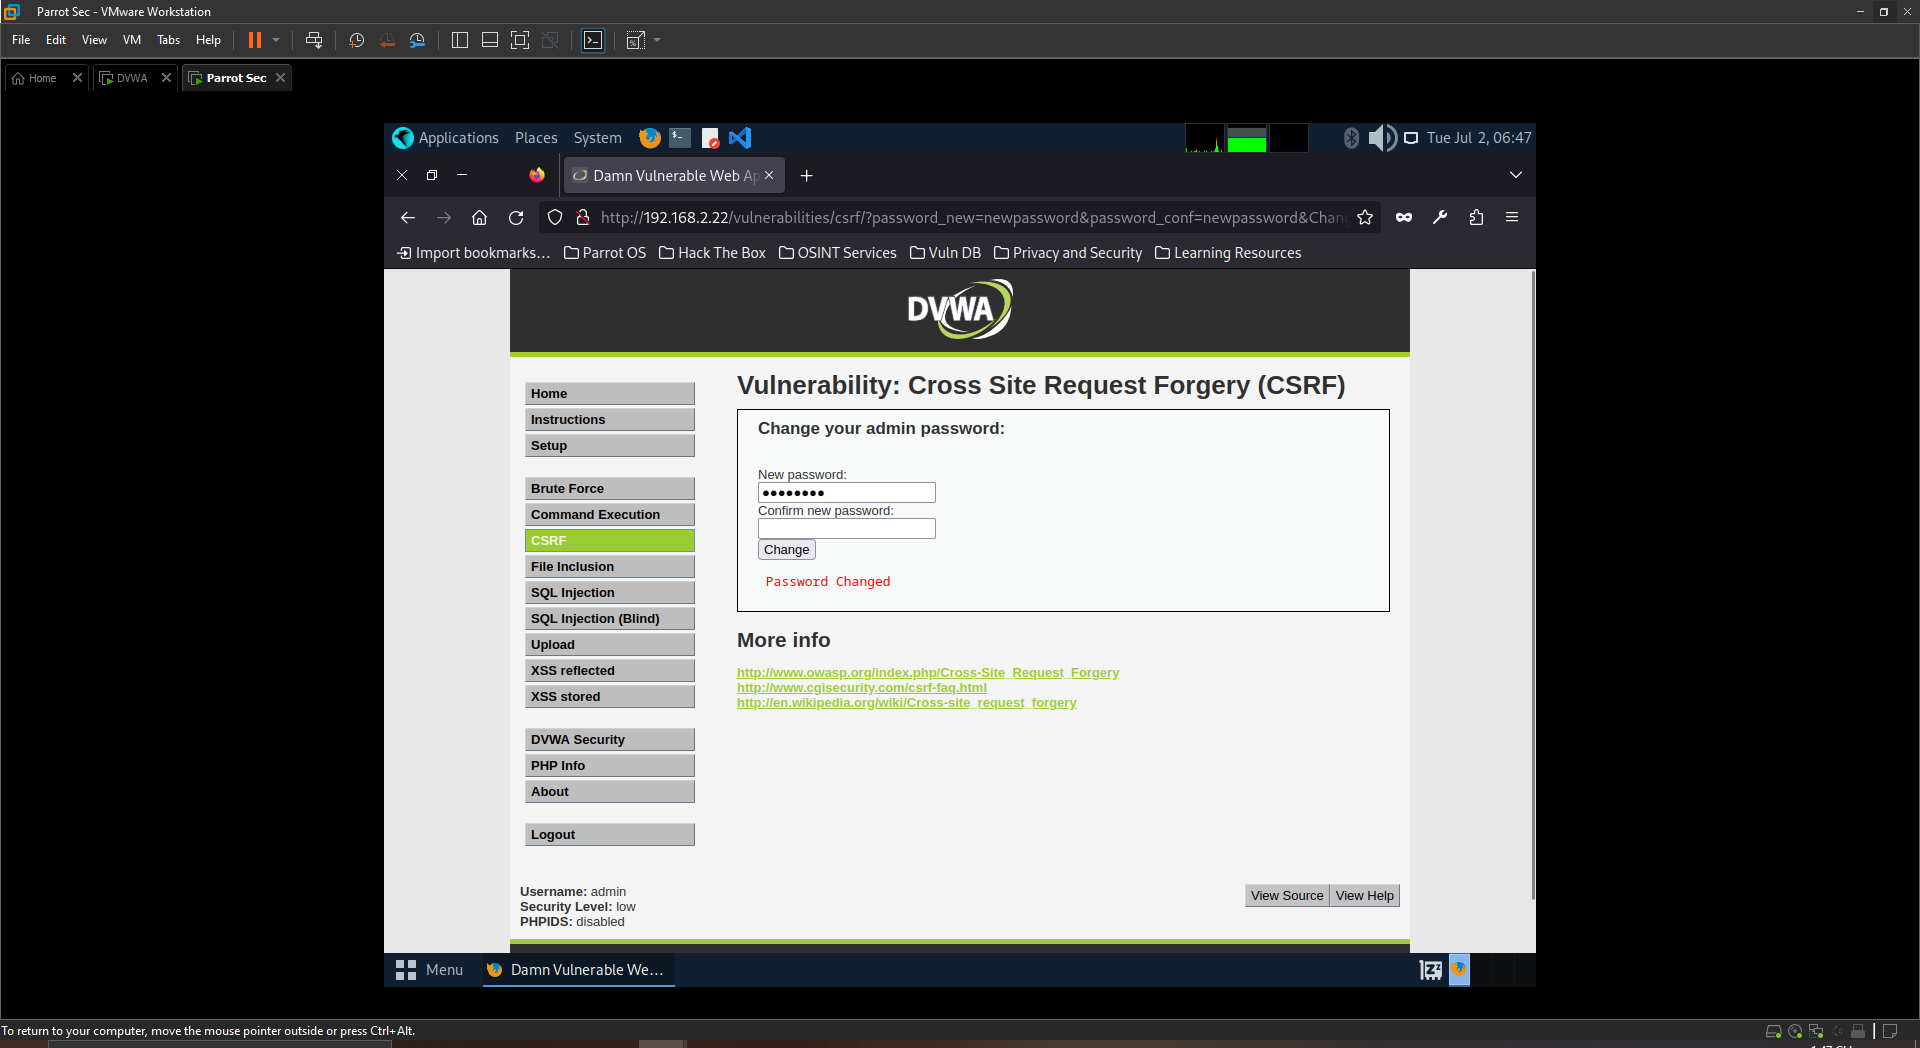 Parrot Sec - VMware Workstation
File Edit View VM Tabs Help
Home DVWA Parrot Sec
Applications Places System Tue Jul 2, 06:47
Damn Vulnerable Web Ap
http://192.168.2.22/vulnerabilities/csrf/?password_new=newpassword&password_conf=newpassword&Chan
Import bookmarks... Parrot OS Hack The Box OSINT Services Vuln DB Privacy and Security Learning Resources
DVWA
Home
Instructions
Setup
Brute Force
Command Execution
CSRF
File Inclusion
SQL Injection
SQL Injection (Blind)
Upload
XSS reflected
XSS stored
DVWA Security
PHP Info
About
Logout
Vulnerability: Cross Site Request Forgery (CSRF)
Change your admin password:
New password:
Confirm new password:
Change
Password Changed
More info
http://www.owasp.org/index.php/Cross-Site_Request_Forgery
http://www.cgisecurity.com/csrf-faq.html
http://en.wikipedia.org/wiki/Cross-site_request_forgery
Username: admin
Security Level: low
PHPIDS: disabled
View Source View Help
Menu Damn Vulnerable We...
To return to your computer, move the mouse pointer outside or press Ctrl+Alt.